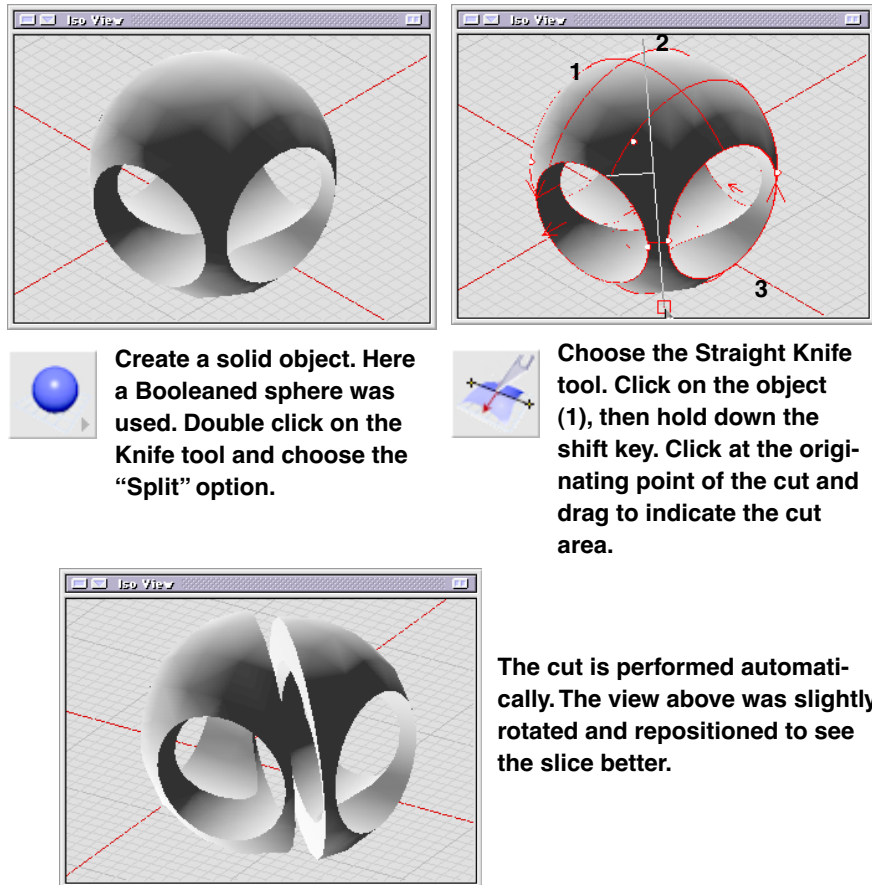 Iso View
Iso View
1
2
3
Create a solid object. Here
a Booleaned sphere was
used. Double click on the
Knife tool and choose the
“Split” option.
Choose the Straight Knife
tool. Click on the object
(1), then hold down the
shift key. Click at the origi-
nating point of the cut and
drag to indicate the cut
area.
Iso View
The cut is performed automati-
cally. The view above was slightly
rotated and repositioned to see
the slice better.